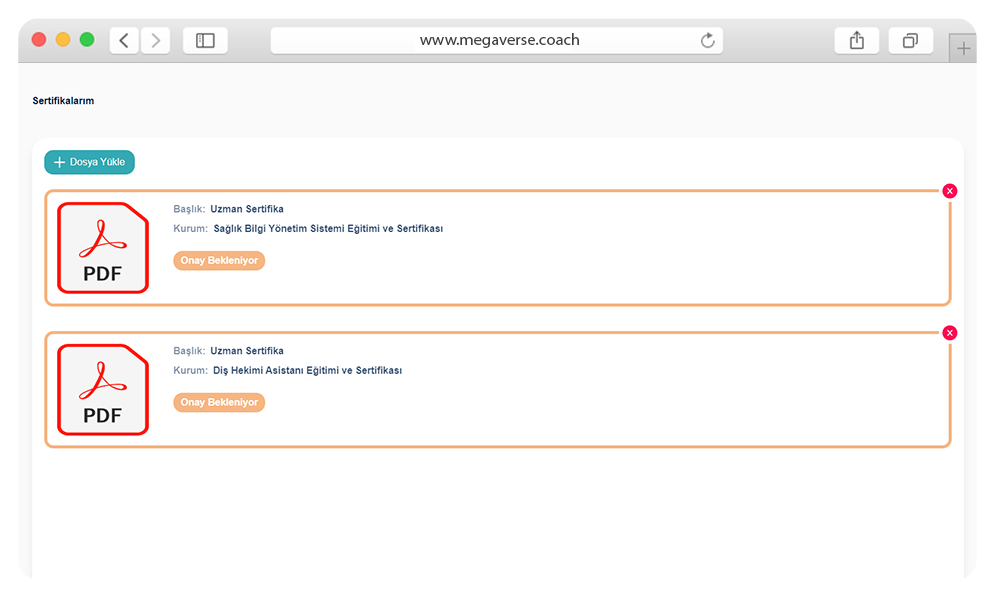 www.megaverse.coach
Sertifikalarım
Dosya Yükle
Başlık: Uzman Sertifika
Kurum: Sağlık Bilgi Yönetim Sistemi Eğitimi ve Sertifikası
Onay Bekleniyor
PDF
Başlık: Uzman Sertifika
Kurum: Diş Hekimi Asistanı Eğitimi ve Sertifikası
Onay Bekleniyor
PDF